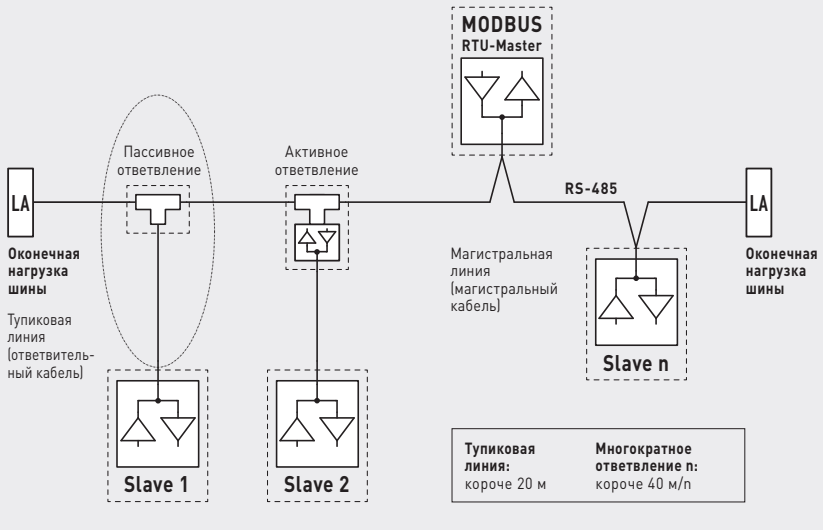 MODBUS
RTU-Master
Пассивное
ответвление
Активное
ответвление
LA
RS-485
LA
Оконечная
нагрузка
шины
Магистральная
линия
(магистральный
кабель)
Оконечная
нагрузка
шины
Тупиковая
линия
(ответвитель-
ный кабель)
Slave n
Slave 1
Slave 2
Тупиковая
линия:
короче 20 м
Многократное
ответвление n:
короче 40 м/n